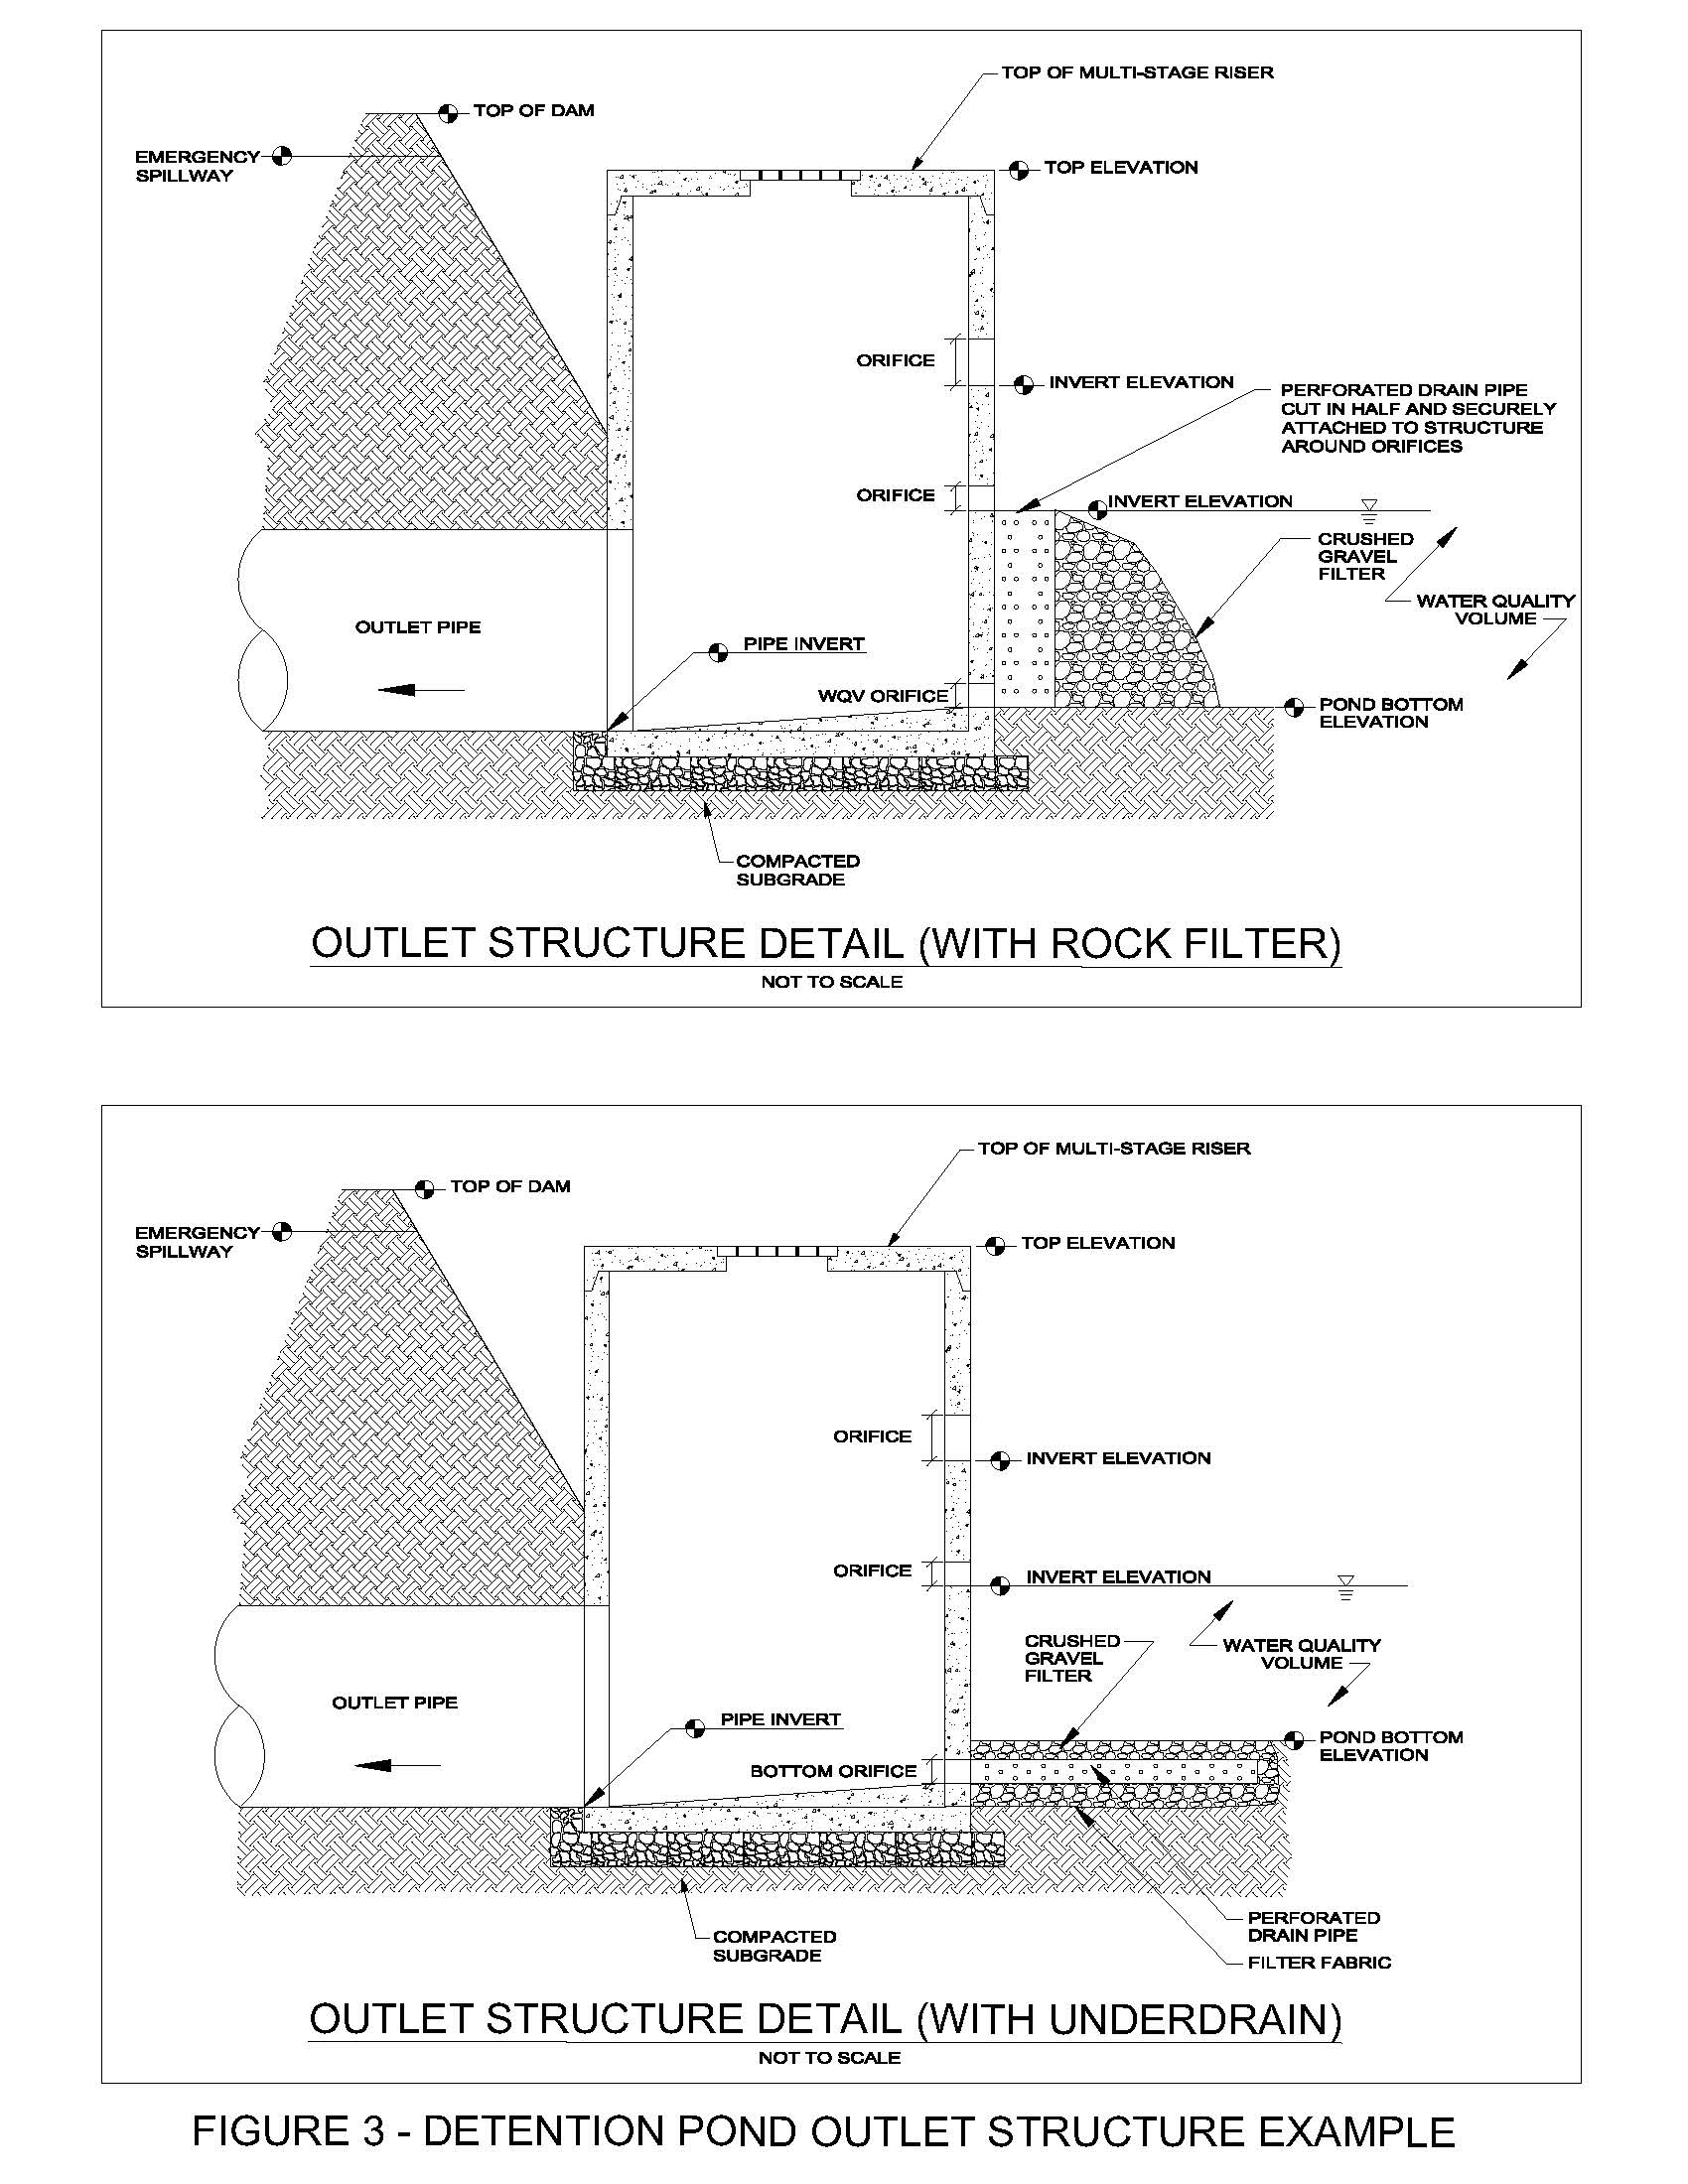 TOP OF MULTI-STAGE RISER
TOP OF DAM
EMERGENCY
SPILLWAY
TOP ELEVATION
ORIFICE
INVERT ELEVATION
PERFORATED DRAIN PIPE
CUT IN HALF AND SECURELY
ATTACHED TO STRUCTURE
AROUND ORIFICES
ORIFICE
INVERT ELEVATION
CRUSHED
GRAVEL
FILTER
WATER QUALITY
VOLUME
OUTLET PIPE
PIPE INVERT
WQV ORIFICE
POND BOTTOM
ELEVATION
COMPACTED
SUBGRADE
OUTLET STRUCTURE DETAIL (WITH ROCK FILTER)
NOT TO SCALE
TOP OF MULTI-STAGE RISER
TOP OF DAM
EMERGENCY
SPILLWAY
TOP ELEVATION
ORIFICE
INVERT ELEVATION
ORIFICE
INVERT ELEVATION
CRUSHED
GRAVEL
FILTER
WATER QUALITY
VOLUME
OUTLET PIPE
PIPE INVERT
BOTTOM ORIFICE
POND BOTTOM
ELEVATION
PERFORATED
DRAIN PIPE
FILTER FABRIC
COMPACTED
SUBGRADE
OUTLET STRUCTURE DETAIL (WITH UNDERDRAIN)
NOT TO SCALE
FIGURE 3 - DETENTION POND OUTLET STRUCTURE EXAMPLE